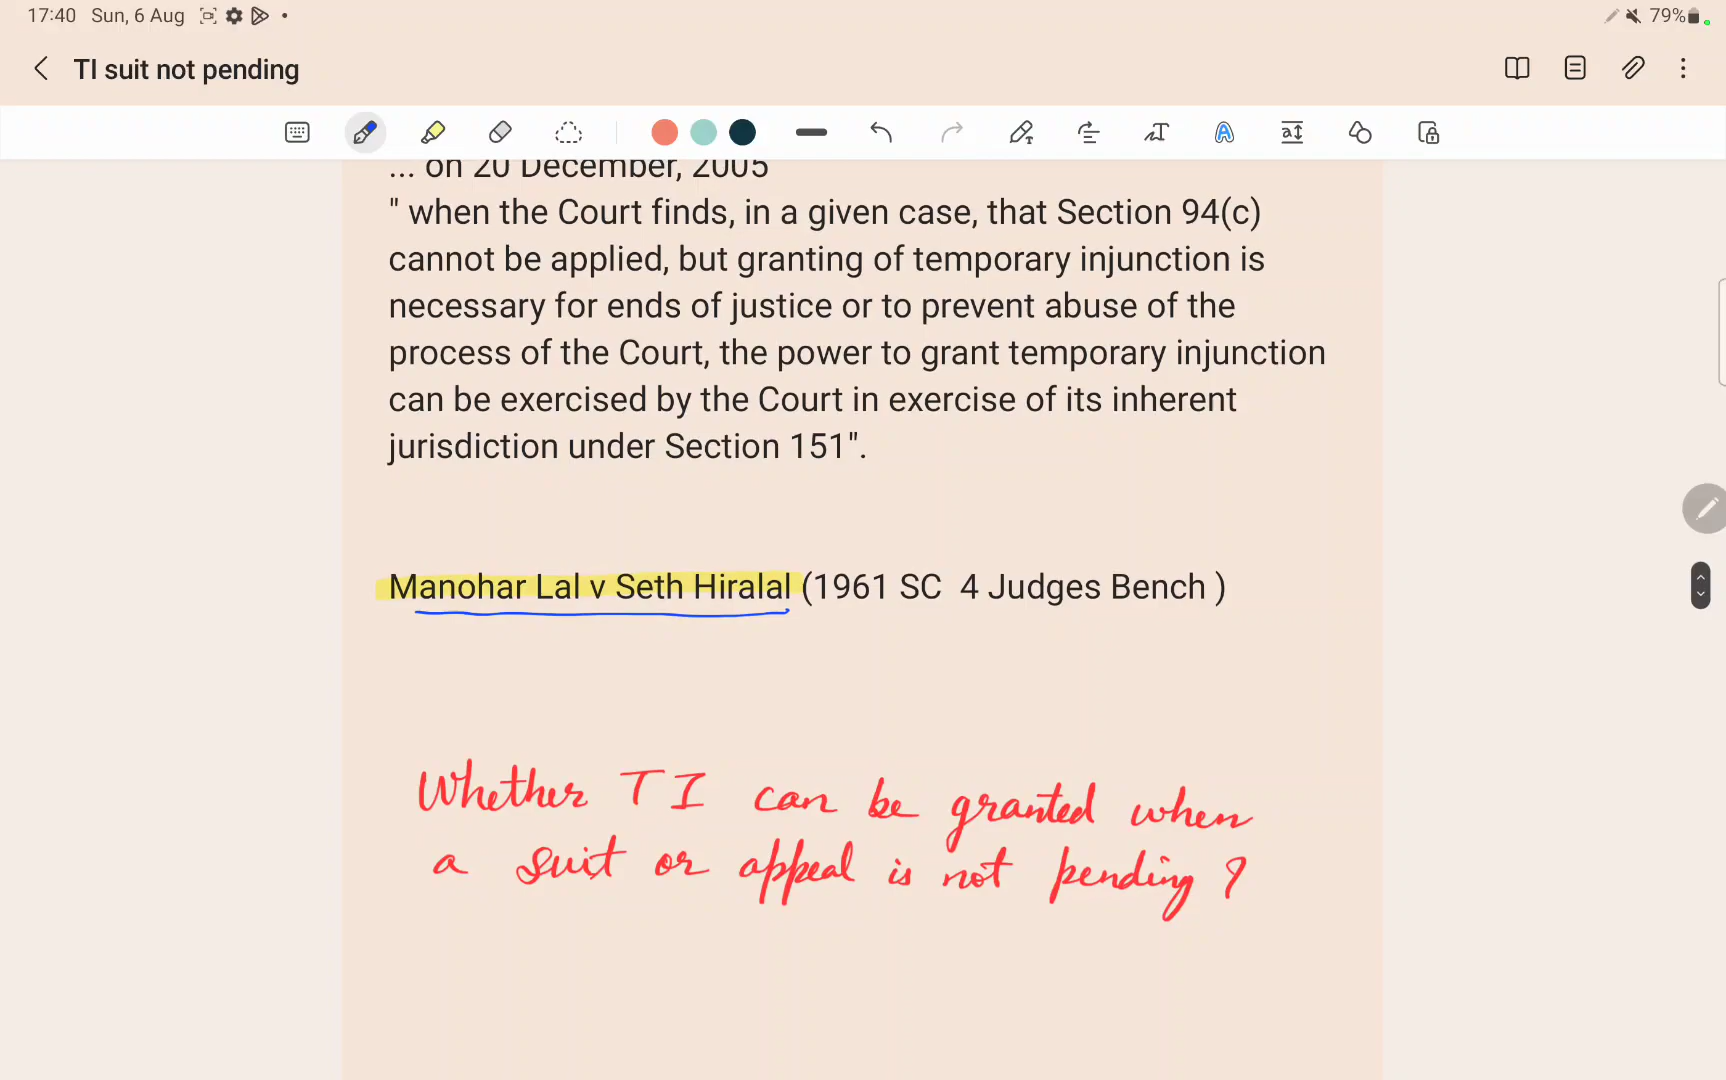 17:40 Sun, 6 Aug
79%
TI suit not pending
... on 20 December, 2005
" when the Court finds, in a given case, that Section 94(c)
cannot be applied, but granting of temporary injunction is
necessary for ends of justice or to prevent abuse of the
process of the Court, the power to grant temporary injunction
can be exercised by the Court in exercise of its inherent
jurisdiction under Section 151".
Manohar Lal v Seth Hiralal (1961 SC 4 Judges Bench )
Whether TI can be granted when
a suit or appeal is not pending ?